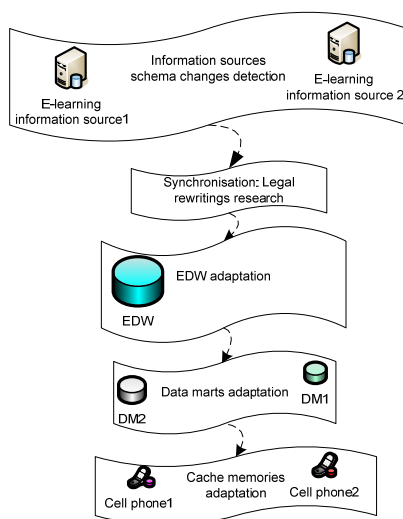 Information sources
schema changes detection
E-learning
information source1
E-learning
information source 2
Synchronisation: Legal
rewritings research
EDW adaptation
EDW
Data marts adaptation
DM2
DM1
Cache memories
adaptation
Cell phone1
Cell phone2